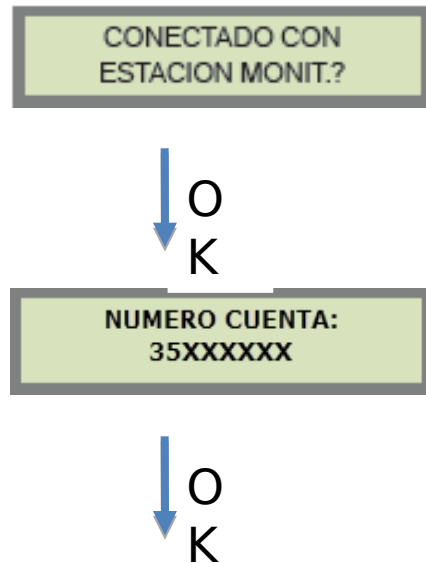 CONECTADO CON
ESTACION MONIT.?
O
K
NUMERO CUENTA:
35XXXXXX
O
K